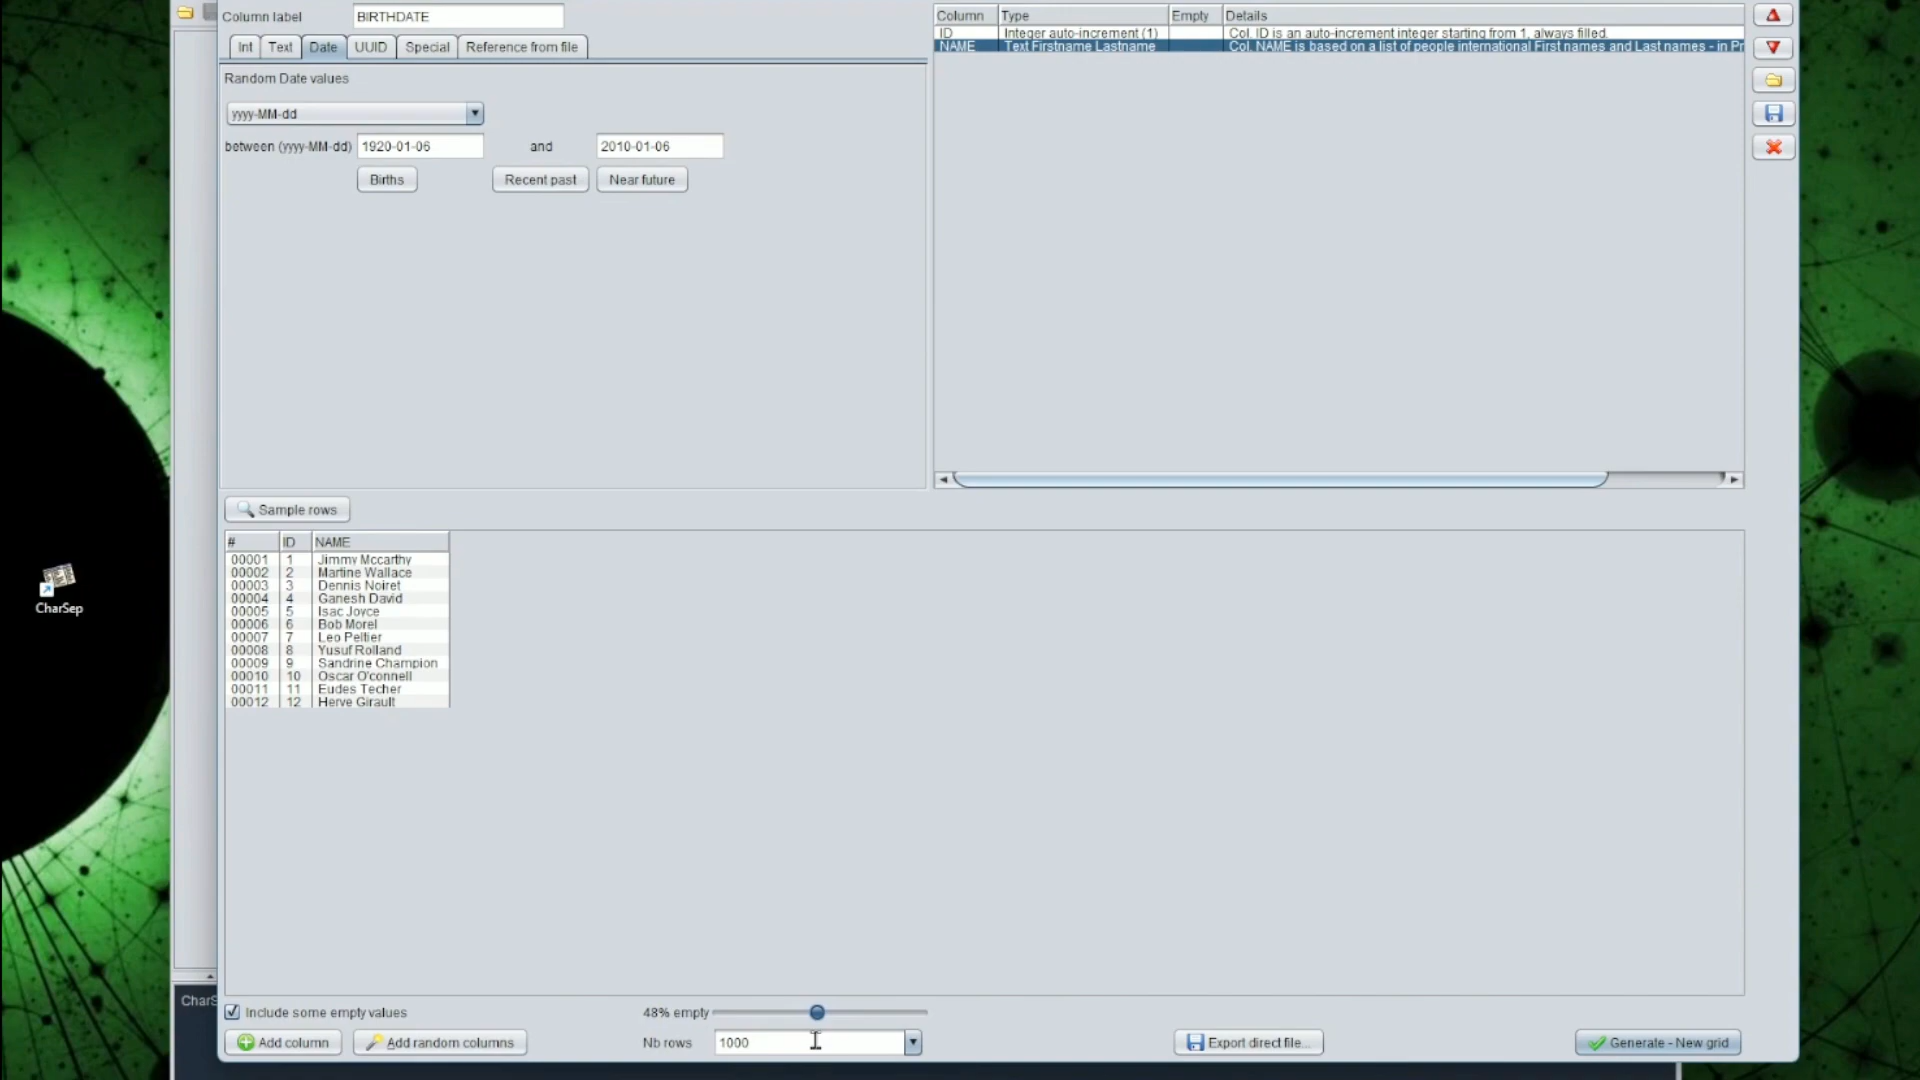 Column label BIRTHDATE
Int Text Date UUID Special Reference from file
Random Date values
yyyy-MM-dd
between (yyyy-MM-dd) 1920-01-06 and 2010-01-06
Births Recent past Near future
Column Type Empty Details
ID Integer auto-increment (1) Col. ID is an auto-increment integer starting from 1, always filled.
NAME Text Firstname Lastname Col. NAME is based on a list of people international First names and Last names - in Pr
Sample rows
# ID NAME
00001 1 Jimmy Mccarthy
00002 2 Martine Wallace
00003 3 Dennis Noiret
00004 4 Ganesh David
00005 5 Isac Joyce
00006 6 Bob Morel
00007 7 Leo Peltier
00008 8 Yusuf Rolland
00009 9 Sandrine Champion
00010 10 Oscar O'connell
00011 11 Eudes Techer
00012 12 Herve Girault
CharSep
CharS
Include some empty values 48% empty
Add column Add random columns Nb rows 1000 Export direct file... Generate - New grid